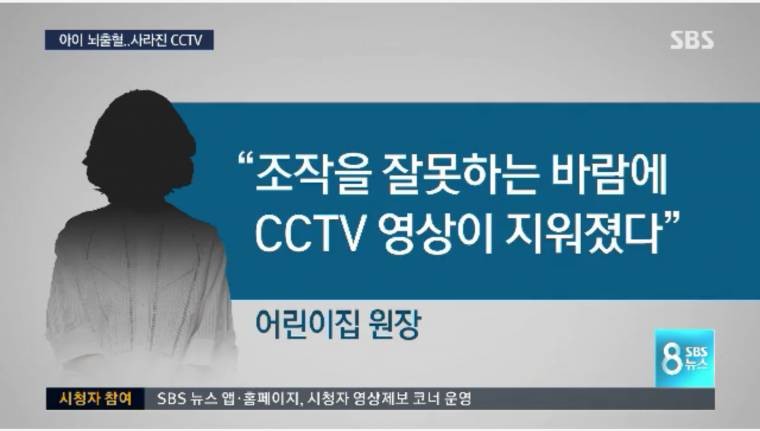 아이 뇌출혈..사라진 CCTV
SBS
“조작을 잘못하는 바람에
CCTV 영상이 지워졌다”
어린이집 원장
8 SBS
뉴스
시청자 참여 SBS 뉴스 앱·홈페이지, 시청자 영상제보 코너 운영